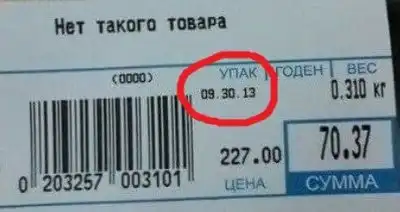 Нет такого товара
(0000)
УПАК ГОДЕН ВЕС
09.30.13 0.310 кг
227.00 70.37
ЦЕНА СУММА
0 203257 003101